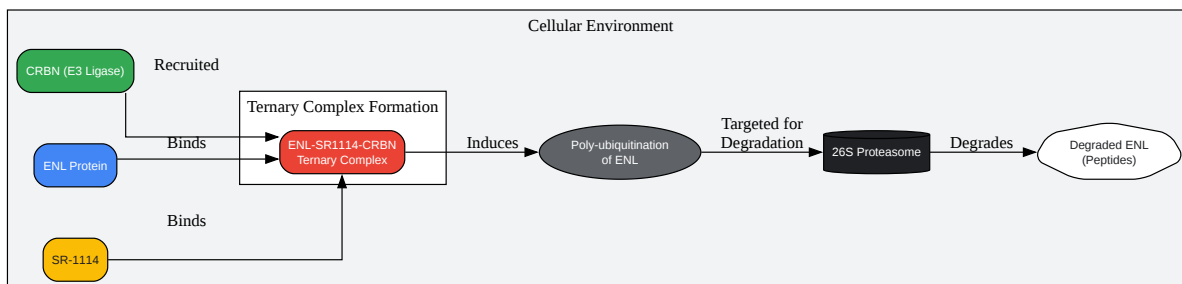 Cellular Environment
CRBN (E3 Ligase)
Recruited
Ternary Complex Formation
ENL Protein
Binds
ENL-SR1114-CRBN
Ternary Complex
Induces
Poly-ubiquitination
of ENL
Targeted for
Degradation
26S Proteasome
Degrades
Degraded ENL
(Peptides)
Binds
SR-1114